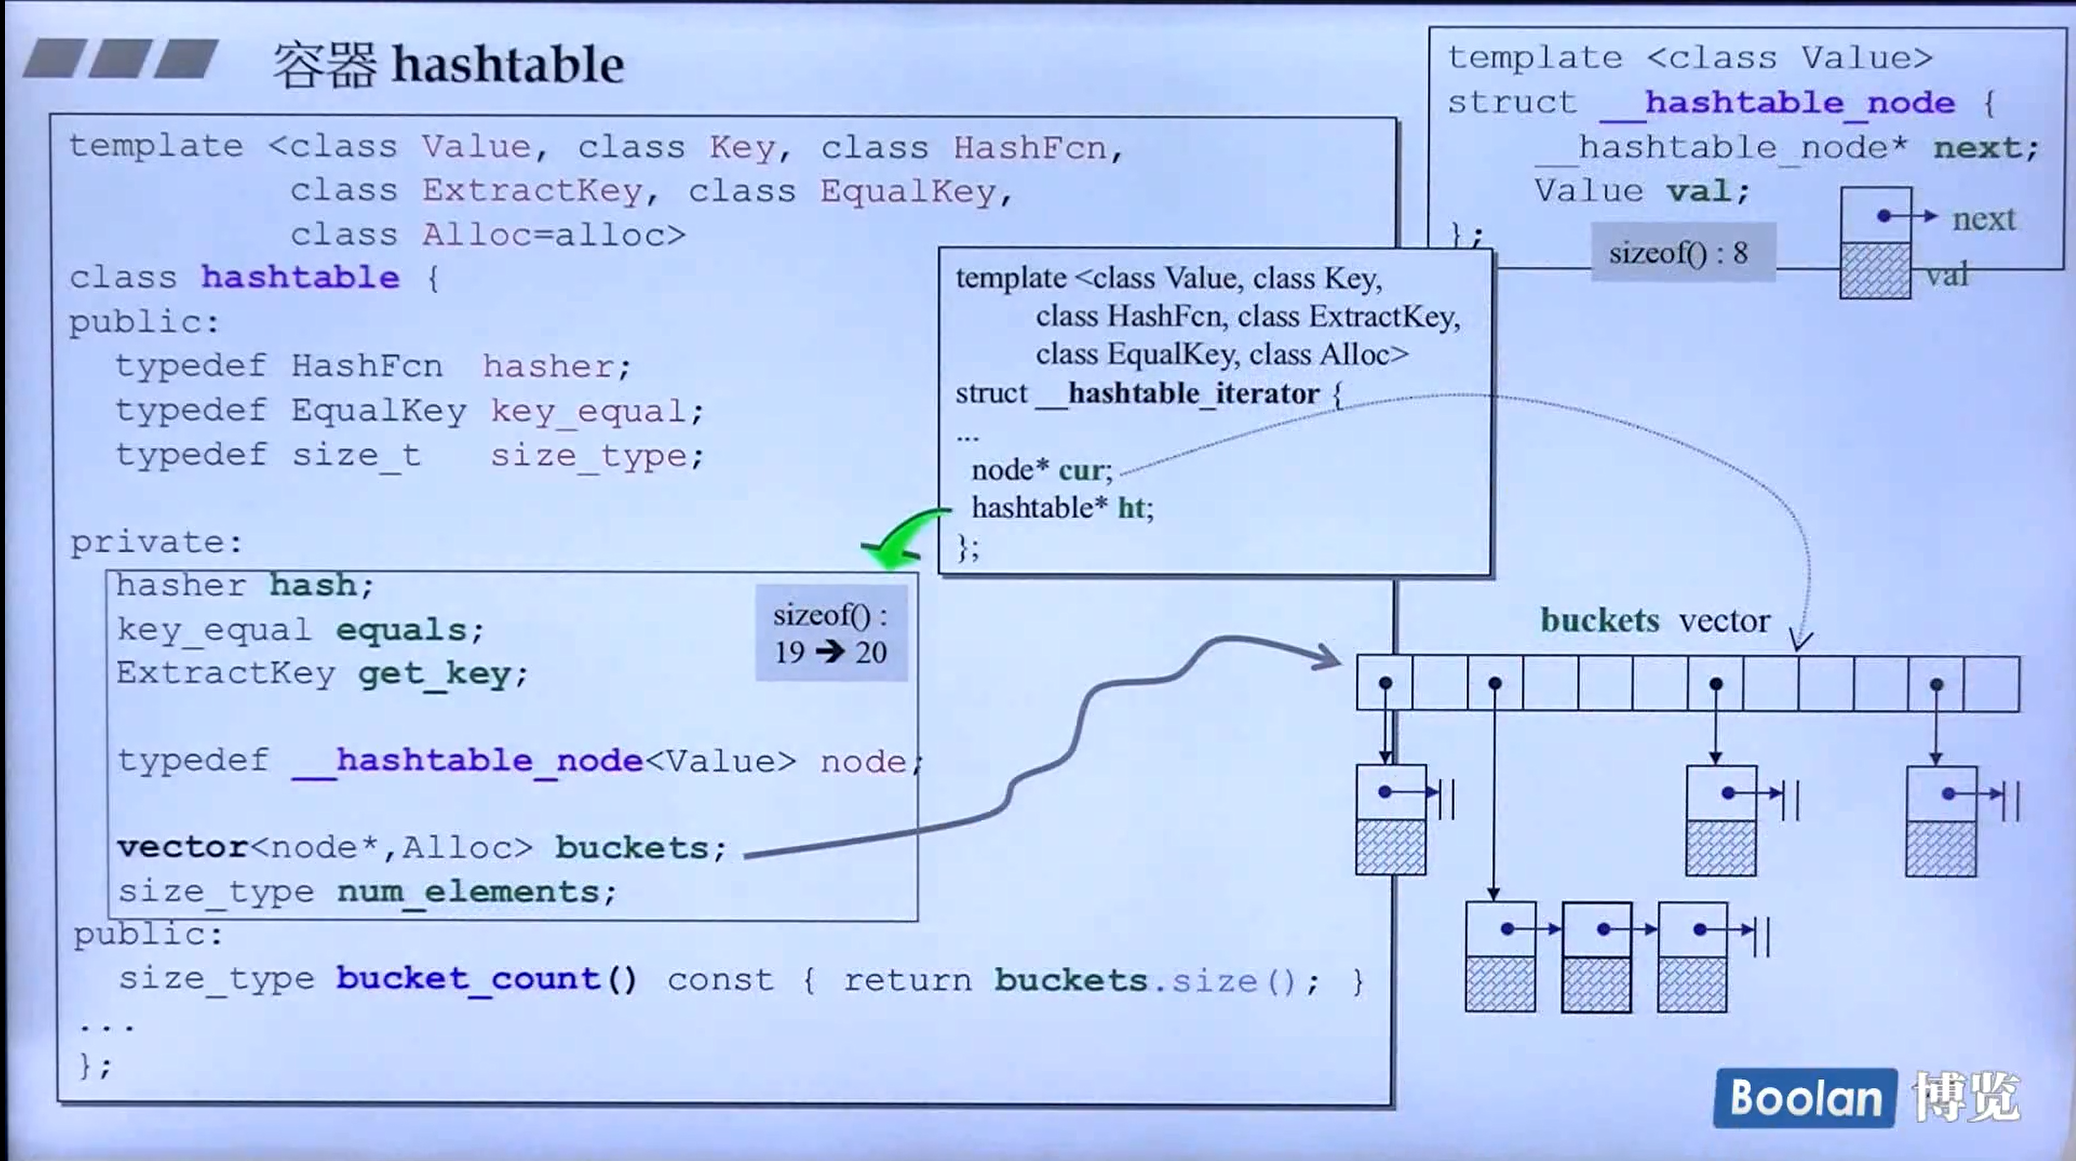 容器 hashtable
template <class Value, class Key, class HashFcn,
class ExtractKey, class EqualKey,
class Alloc=alloc>
class hashtable {
public:
typedef HashFcn hasher;
typedef EqualKey key_equal;
typedef size_t size_type;
private:
hasher hash;
key_equal equals;
ExtractKey get_key;
typedef __hashtable_node<Value> node;
vector<node*,Alloc> buckets;
size_type num_elements;
public:
size_type bucket_count() const { return buckets.size(); }
...
};
sizeof() :
19 → 20
template <class Value, class Key,
class HashFcn, class ExtractKey,
class EqualKey, class Alloc>
struct __hashtable_iterator {
...
node* cur;
hashtable* ht;
};
template <class Value>
struct __hashtable_node {
__hashtable_node* next;
Value val;
};
sizeof() : 8
next
val
buckets vector
Boolan 博览